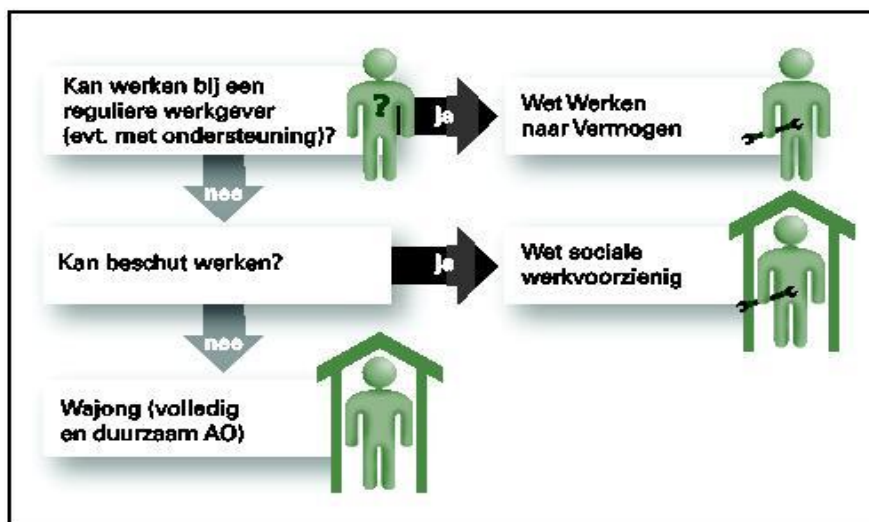 Kan werken bij een
reguliere werkgever
(evt. met ondersteuning)?
?
ja
Wet Werken
naar Vermogen
nee
Kan beschut werken?
ja
Wet sociale
werkvoorzienig
nee
Wajong (volledig
en duurzaam AO)